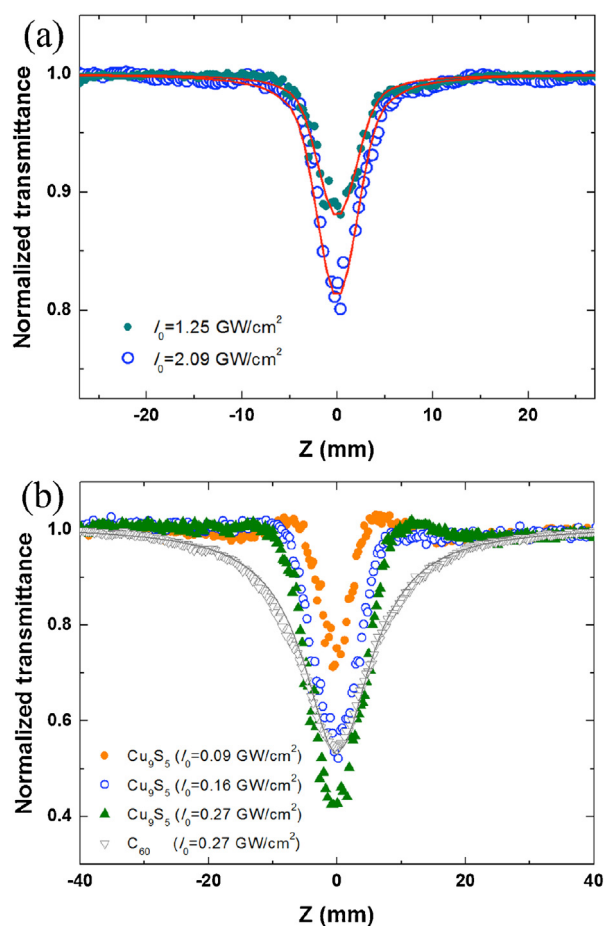 (a)
Normalized transmittance
1.0
0.9
0.8
I₀=1.25 GW/cm²
I₀=2.09 GW/cm²
-20 -10 0 10 20
Z (mm)
(b)
Normalized transmittance
1.0
0.8
0.6
0.4
Cu₉S₅ (I₀=0.09 GW/cm²)
Cu₉S₅ (I₀=0.16 GW/cm²)
Cu₉S₅ (I₀=0.27 GW/cm²)
C₆₀ (I₀=0.27 GW/cm²)
-40 -20 0 20 40
Z (mm)